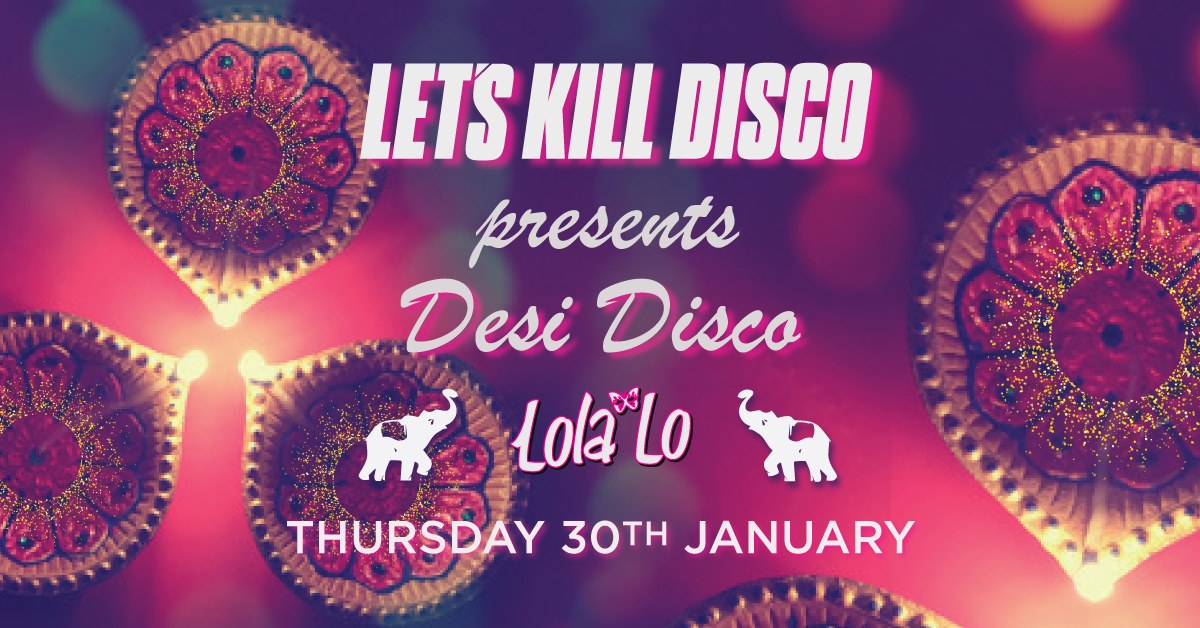 LET'S KILL DISCO
presents
Desi Disco
Lola Lo
THURSDAY 30TH JANUARY